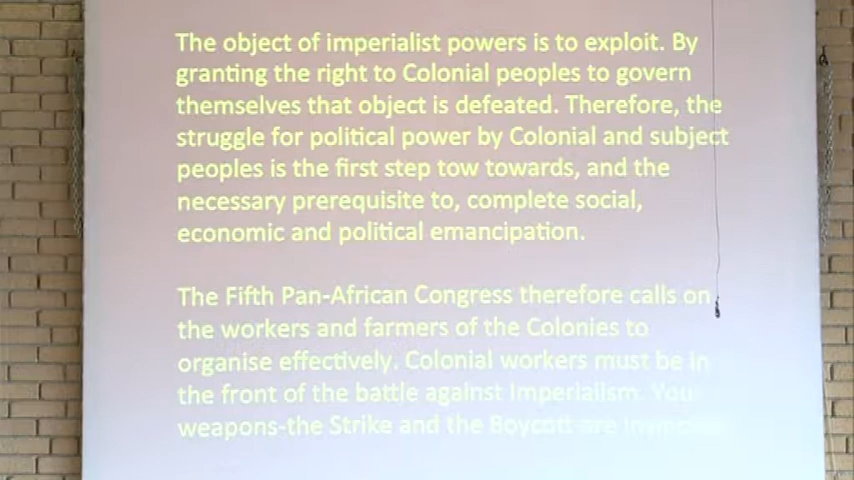 The object of imperialist powers is to exploit. By
granting the right to Colonial peoples to govern
themselves that object is defeated. Therefore, the
struggle for political power by Colonial and subject
peoples is the first step tow towards, and the
necessary prerequisite to, complete social,
economic and political emancipation.
The Fifth Pan-African Congress therefore calls on
the workers and farmers of the Colonies to
organise effectively. Colonial workers must be in
the front of the battle against Imperialism. Your
weapons-the Strike and the Boycott-are